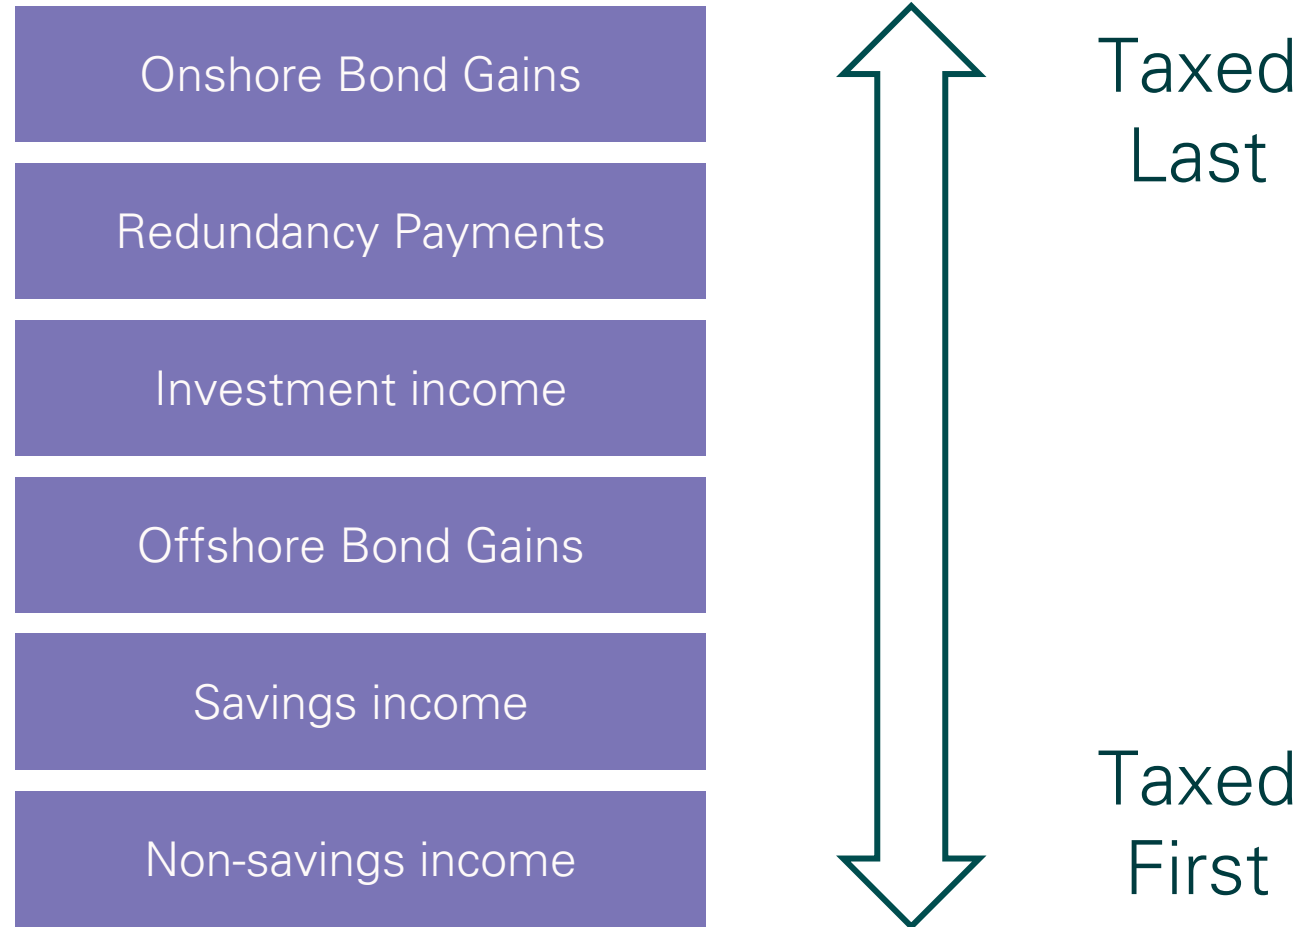 Onshore Bond Gains
Redundancy Payments
Investment income
Offshore Bond Gains
Savings income
Non-savings income
Taxed
Last
Taxed
First